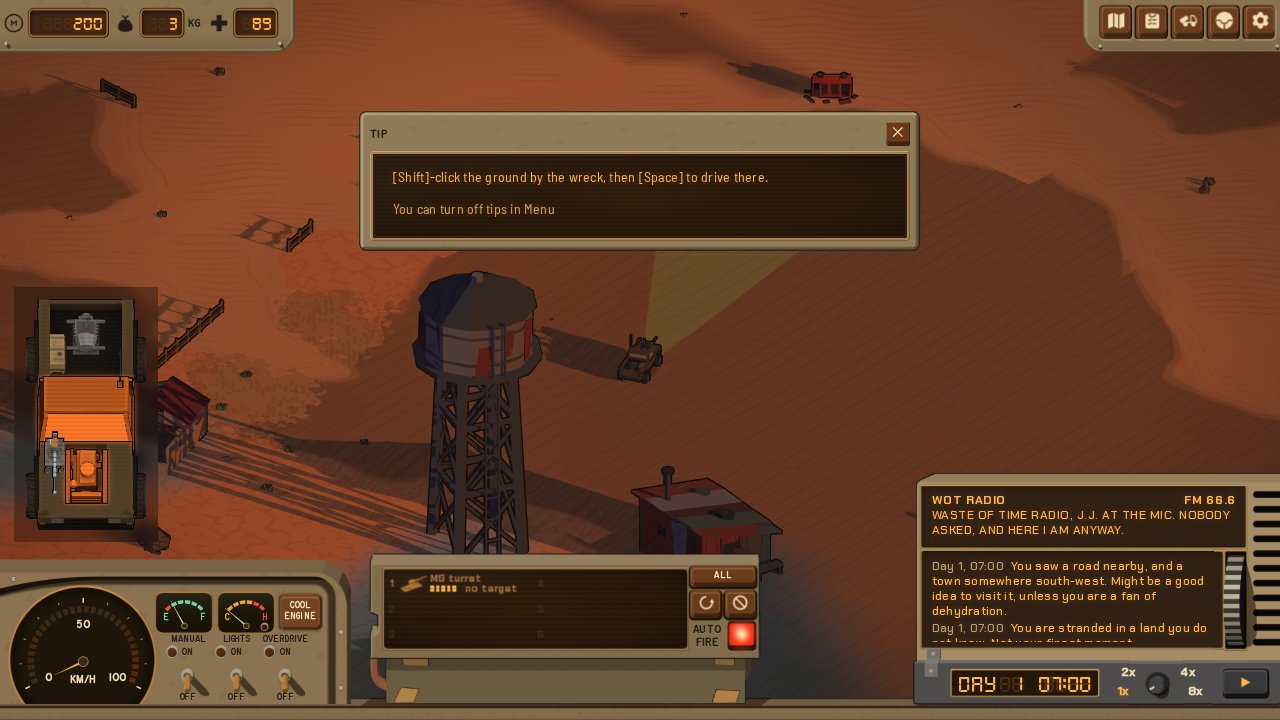 M 200 3 KG 89
TIP
[Shift]-click the ground by the wreck, then [Space] to drive there.
You can turn off tips in Menu
WOT RADIO FM 66.6
WASTE OF TIME RADIO, J.J. AT THE MIC. NOBODY
ASKED, AND HERE I AM ANYWAY.
Day 1, 07:00 You saw a road nearby, and a
town somewhere south-west. Might be a good
idea to visit it, unless you are a fan of
dehydration.
Day 1, 07:00 You are stranded in a land you do
not know. Not your finest moment.
1 MG turret 4
no target
2 5
3 6
ALL
AUTO
FIRE
50
0 KM/H 100
E F
C H
COOL
ENGINE
MANUAL LIGHTS OVERDRIVE
ON ON ON
OFF OFF OFF
DAY 1 07:00
2x 4x
1x 8x